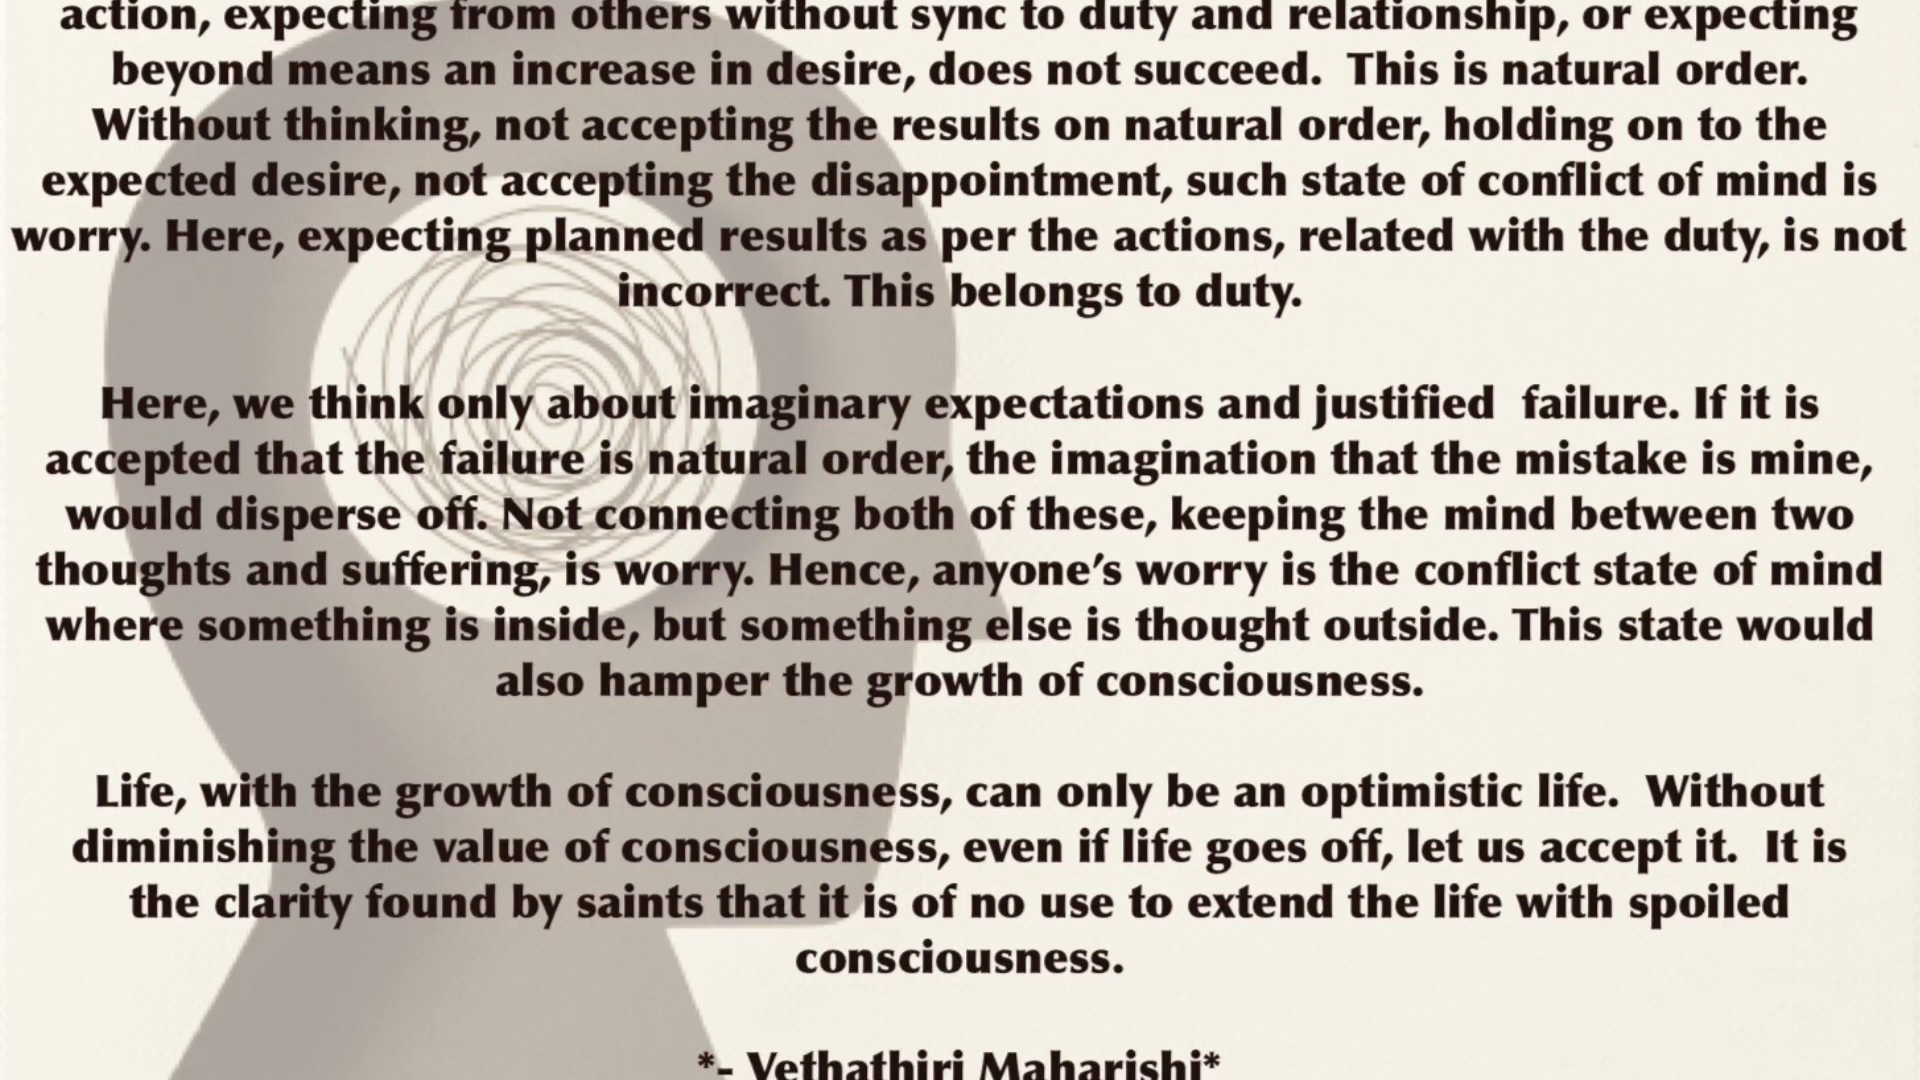 action, expecting from others without sync to duty and relationship, or expecting
beyond means an increase in desire, does not succeed.  This is natural order.
Without thinking, not accepting the results on natural order, holding on to the
expected desire, not accepting the disappointment, such state of conflict of mind is
worry. Here, expecting planned results as per the actions, related with the duty, is not
incorrect. This belongs to duty.
Here, we think only about imaginary expectations and justified  failure. If it is
accepted that the failure is natural order, the imagination that the mistake is mine,
would disperse off. Not connecting both of these, keeping the mind between two
thoughts and suffering, is worry. Hence, anyone’s worry is the conflict state of mind
where something is inside, but something else is thought outside. This state would
also hamper the growth of consciousness.
Life, with the growth of consciousness, can only be an optimistic life.  Without
diminishing the value of consciousness, even if life goes off, let us accept it.  It is
the clarity found by saints that it is of no use to extend the life with spoiled
consciousness.
*- Vethathiri Maharishi*